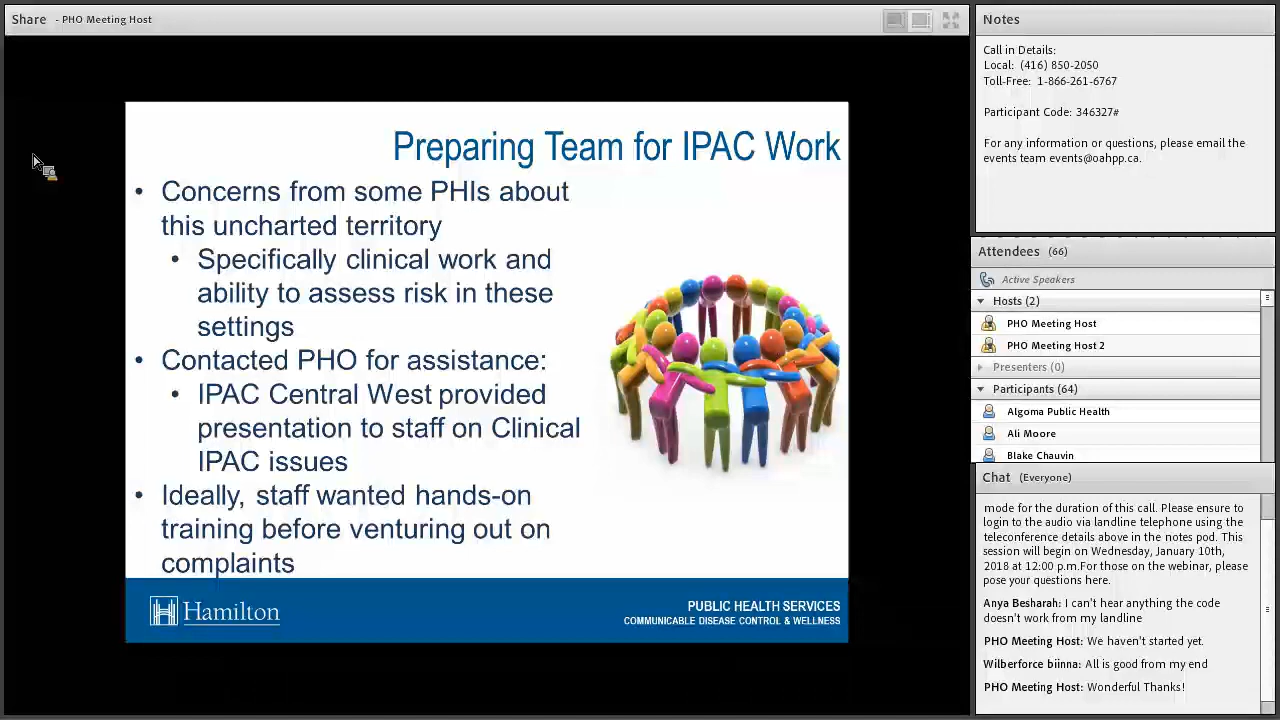 Share - PHO Meeting Host
Preparing Team for IPAC Work
• Concerns from some PHIs about
this uncharted territory
• Specifically clinical work and
ability to assess risk in these
settings
• Contacted PHO for assistance:
• IPAC Central West provided
presentation to staff on Clinical
IPAC issues
• Ideally, staff wanted hands-on
training before venturing out on
complaints
Hamilton
PUBLIC HEALTH SERVICES
COMMUNICABLE DISEASE CONTROL & WELLNESS
Notes
Call in Details:
Local: (416) 850-2050
Toll-Free: 1-866-261-6767
Participant Code: 346327#
For any information or questions, please email the
events team events@oahpp.ca.
Attendees (66)
Active Speakers
Hosts (2)
PHO Meeting Host
PHO Meeting Host 2
Presenters (0)
Participants (64)
Algoma Public Health
Ali Moore
Blake Chauvin
Chat (Everyone)
mode for the duration of this call. Please ensure to
login to the audio via landline telephone using the
teleconference details above in the notes pod. This
session will begin on Wednesday, January 10th,
2018 at 12:00 p.m.For those on the webinar, please
pose your questions here.
Anya Besharah: I can't hear anything the code
doesn't work from my landline
PHO Meeting Host: We haven't started yet.
Wilberforce biinna: All is good from my end
PHO Meeting Host: Wonderful Thanks!